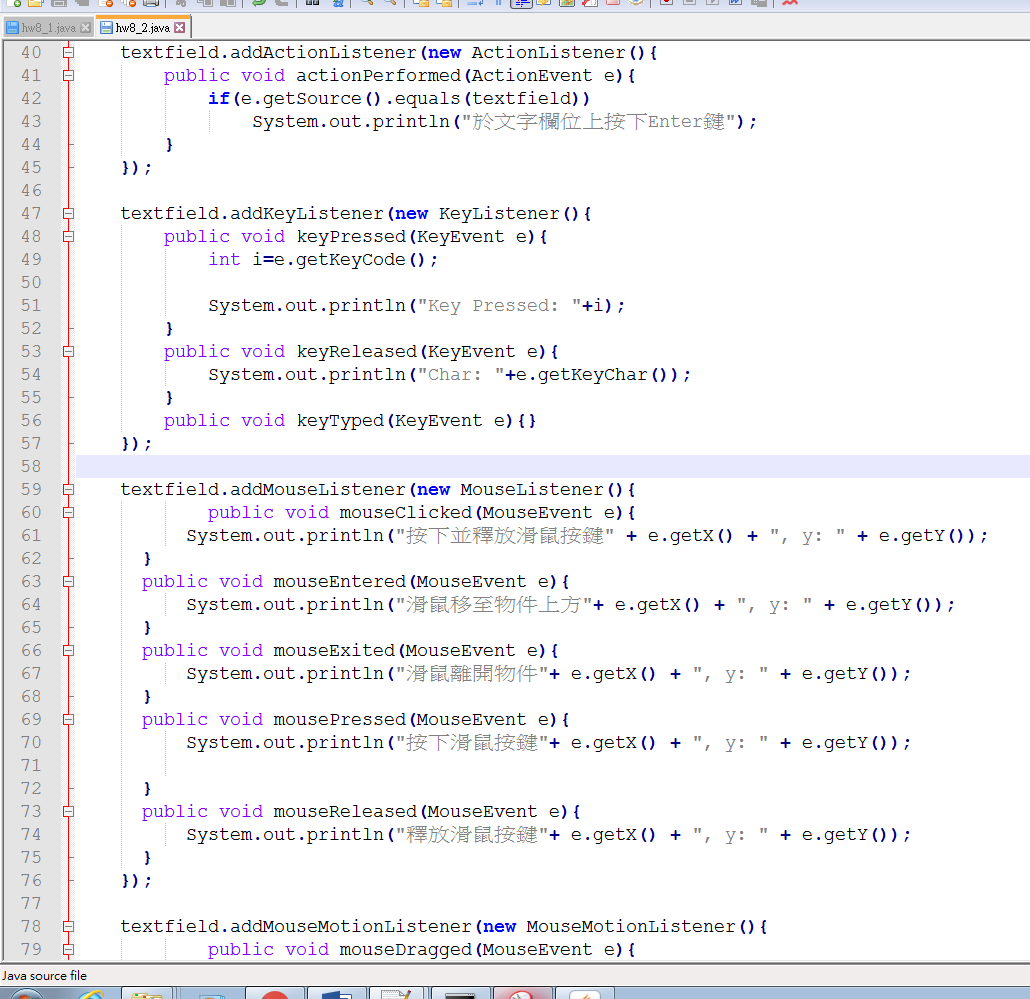 hw8_1.java hw8_2.java
40 textfield.addActionListener(new ActionListener(){
41 public void actionPerformed(ActionEvent e){
42 if(e.getSource().equals(textfield))
43 System.out.println("於文字欄位上按下Enter鍵");
44 }
45 });
46
47 textfield.addKeyListener(new KeyListener(){
48 public void keyPressed(KeyEvent e){
49 int i=e.getKeyCode();
50
51 System.out.println("Key Pressed: "+i);
52 }
53 public void keyReleased(KeyEvent e){
54 System.out.println("Char: "+e.getKeyChar());
55 }
56 public void keyTyped(KeyEvent e){}
57 });
58
59 textfield.addMouseListener(new MouseListener(){
60 public void mouseClicked(MouseEvent e){
61 System.out.println("按下並釋放滑鼠按鍵" + e.getX() + ", y: " + e.getY());
62 }
63 public void mouseEntered(MouseEvent e){
64 System.out.println("滑鼠移至物件上方"+ e.getX() + ", y: " + e.getY());
65 }
66 public void mouseExited(MouseEvent e){
67 System.out.println("滑鼠離開物件"+ e.getX() + ", y: " + e.getY());
68 }
69 public void mousePressed(MouseEvent e){
70 System.out.println("按下滑鼠按鍵"+ e.getX() + ", y: " + e.getY());
71
72 }
73 public void mouseReleased(MouseEvent e){
74 System.out.println("釋放滑鼠按鍵"+ e.getX() + ", y: " + e.getY());
75 }
76 });
77
78 textfield.addMouseMotionListener(new MouseMotionListener(){
79 public void mouseDragged(MouseEvent e){
Java source file